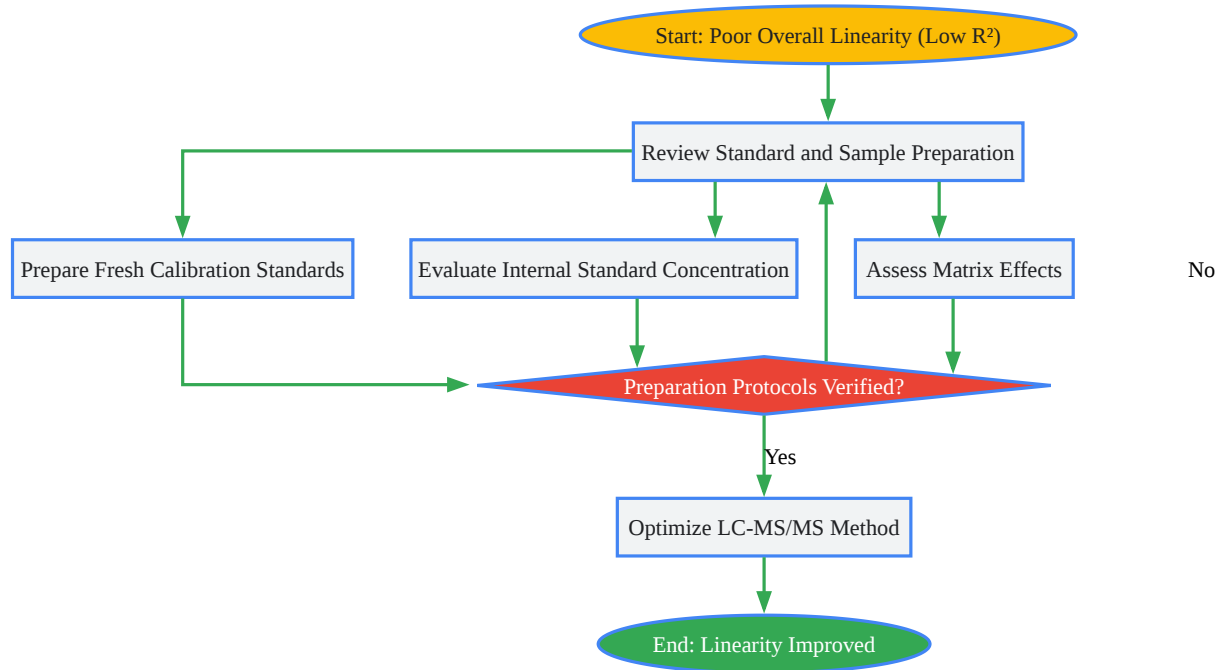 Start: Poor Overall Linearity (Low R²)
Review Standard and Sample Preparation
Prepare Fresh Calibration Standards
Evaluate Internal Standard Concentration
Assess Matrix Effects
No
Preparation Protocols Verified?
Yes
Optimize LC-MS/MS Method
End: Linearity Improved